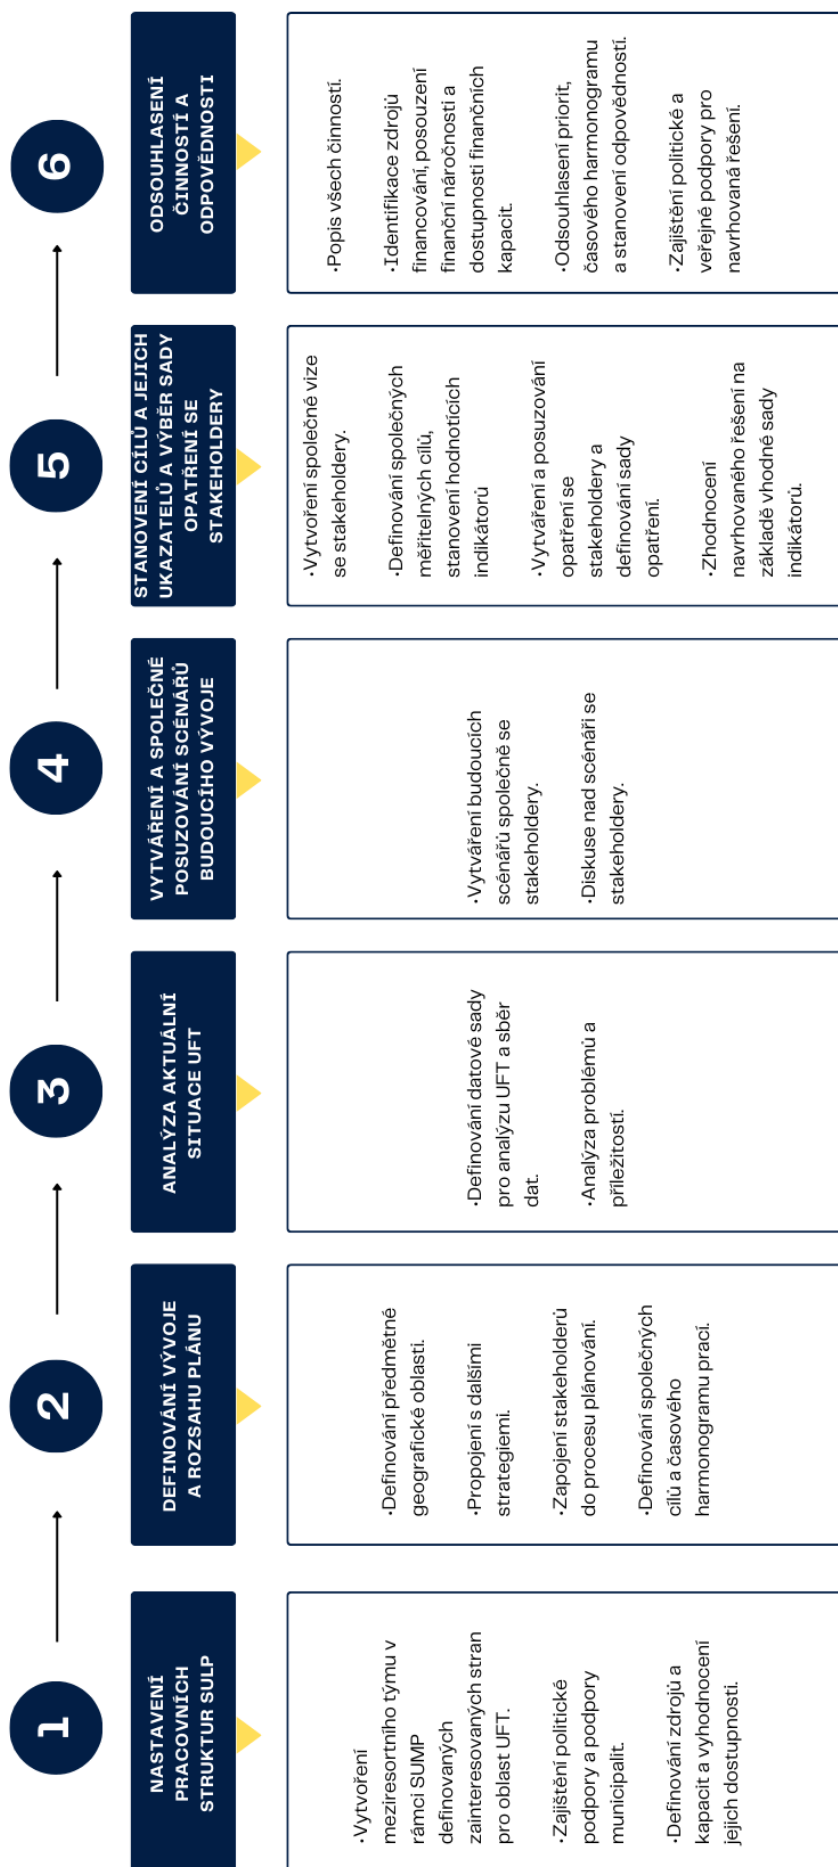 1
NASTAVENÍ
PRACOVNÍCH
STRUKTUR SULP
·Vytvoření
meziresortního týmu v
rámci SUMP
definovaných
zainteresovaných stran
pro oblast UFT.
·Zajištění politické
podpory a podpory
municipalit.
·Definování zdrojů a
kapacit a vyhodnocení
jejich dostupnosti.
2
DEFINOVÁNÍ VÝVOJE
A ROZSAHU PLÁNU
·Definování předmětné
geografické oblasti.
·Propojení s dalšími
strategiemi.
·Zapojení stakeholderů
do procesu plánování.
·Definování společných
cílů a časového
harmonogramu prací.
3
ANALÝZA AKTUÁLNÍ
SITUACE UFT
·Definování datové sady
pro analýzu UFT a sběr
dat.
·Analýza problémů a
příležitostí.
4
VYTVÁŘENÍ A SPOLEČNÉ
POSUZOVÁNÍ SCÉNÁŘŮ
BUDOUCÍHO VÝVOJE
·Vytváření budoucích
scénářů společně se
stakeholdery.
·Diskuse nad scénáři se
stakeholdery.
5
STANOVENÍ CÍLŮ A JEJICH
UKAZATELŮ A VÝBĚR SADY
OPATŘENÍ SE
STAKEHOLDERY
·Vytvoření společné vize
se stakeholdery.
·Definování společných
měřitelných cílů,
stanovení hodnotících
indikátorů
·Vytváření a posuzování
opatření se
stakeholdery a
definování sady
opatření.
·Zhodnocení
navrhovaného řešení na
základě vhodné sady
indikátorů.
6
ODSOUHLASENÍ
ČINNOSTÍ A
ODPOVĚDNOSTI
·Popis všech činností.
·Identifikace zdrojů
financování, posouzení
finanční náročnosti a
dostupnosti finančních
kapacit.
·Odsouhlasení priorit,
časového harmonogramu
a stanovení odpovědností.
·Zajištění politické a
veřejné podpory pro
navrhovaná řešení.